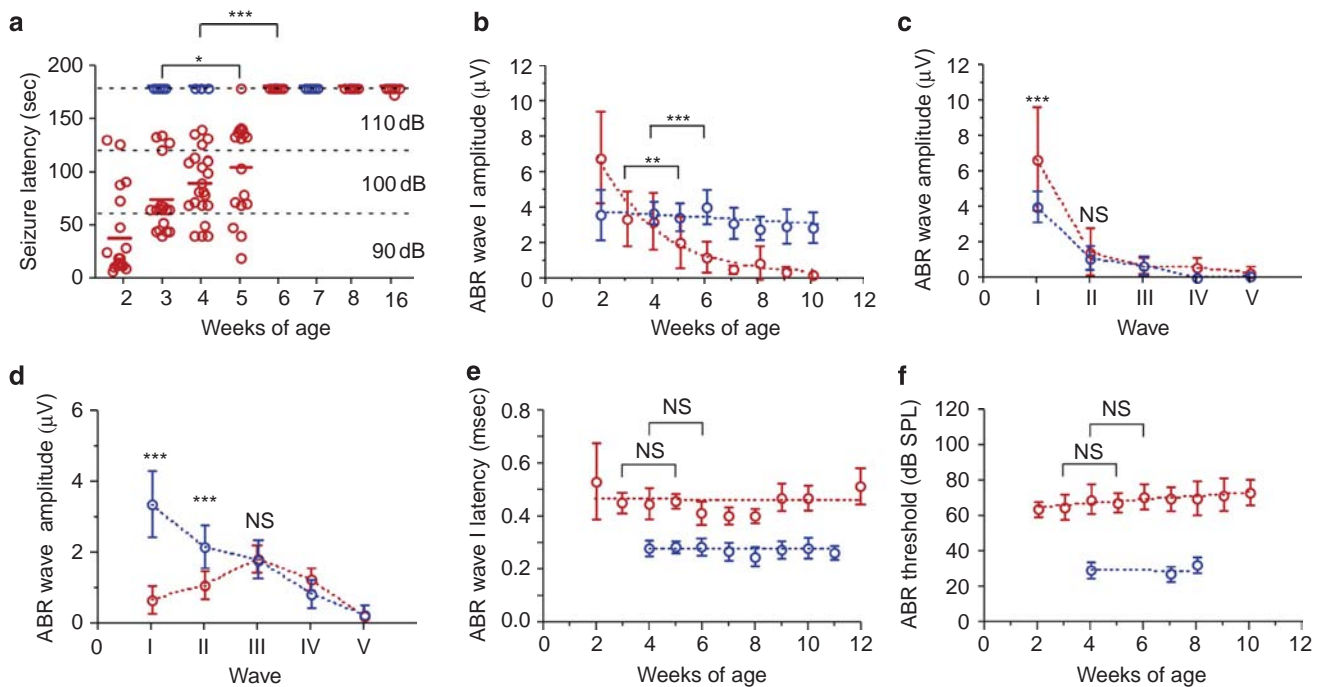 a
***
*
200
150
100
50
0
Seizure latency (sec)
110 dB
100 dB
90 dB
2 3 4 5 6 7 8 16
Weeks of age
b
12
10
8
6
4
2
0
ABR wave I amplitude (μV)
***
**
0 2 4 6 8 10 12
Weeks of age
c
12
10
8
6
4
2
0
ABR wave amplitude (μV)
***
NS
0 I II III IV V
Wave
d
6
4
2
0
ABR wave amplitude (μV)
***
***
NS
0 I II III IV V
Wave
e
0.8
0.6
0.4
0.2
0.0
ABR wave I latency (msec)
NS
NS
0 2 4 6 8 10 12
Weeks of age
f
120
100
80
60
40
20
0
ABR threshold (dB SPL)
NS
NS
0 2 4 6 8 10 12
Weeks of age